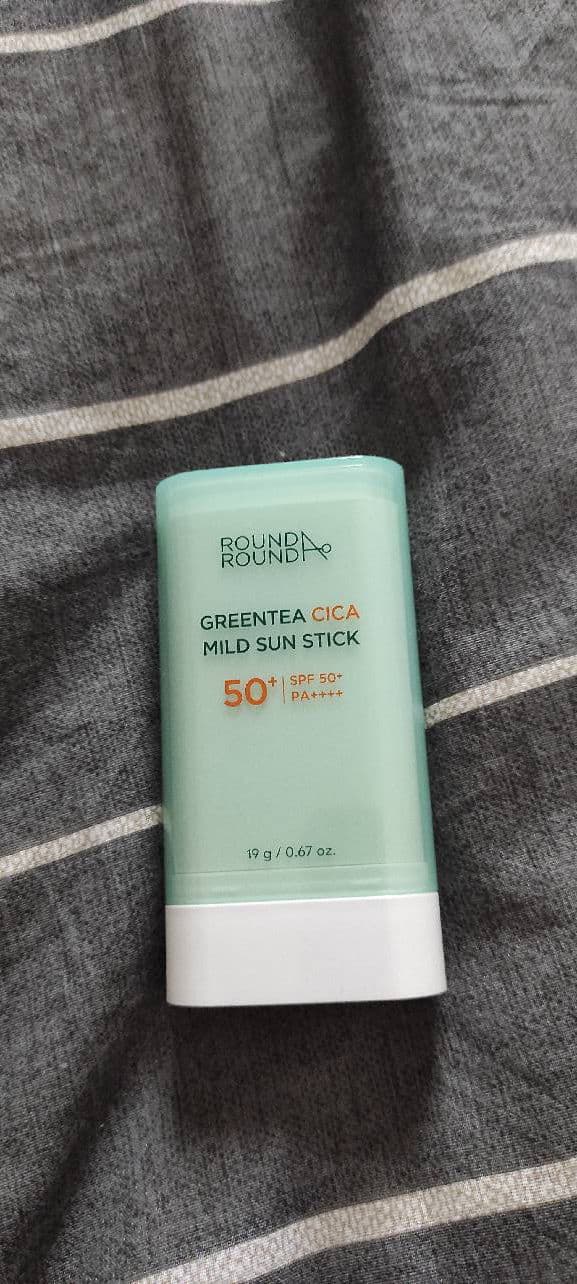 ROUND A
ROUND
GREENTEA CICA
MILD SUN STICK
50+ | SPF 50+
PA++++
19 g / 0.67 oz.